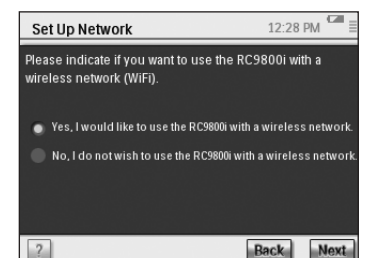 Set Up Network 12:28 PM
Please indicate if you want to use the RC9800i with a
wireless network (WiFi).
Yes, I would like to use the RC9800i with a wireless network.
No, I do not wish to use the RC9800i with a wireless network.
? Back Next